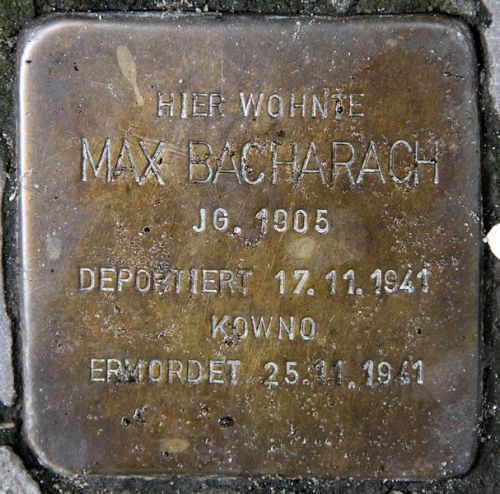 HIER WOHNTE
MAX BACHARACH
JG. 1905
DEPORTIERT 17.11.1941
KOWNO
ERMORDET 25.11.1941